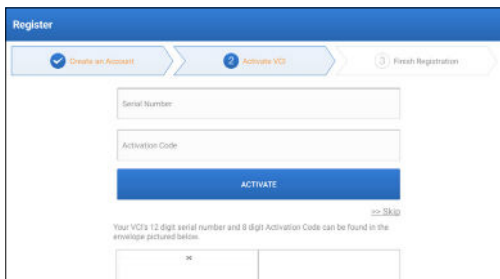 Register
Create an Account
2 Activate VCI
3 Finish Registration
Serial Number
Activation Code
ACTIVATE
>> Skip
Your VCI's 12 digit serial number and 8 digit Activation Code can be found in the
envelope pictured below.